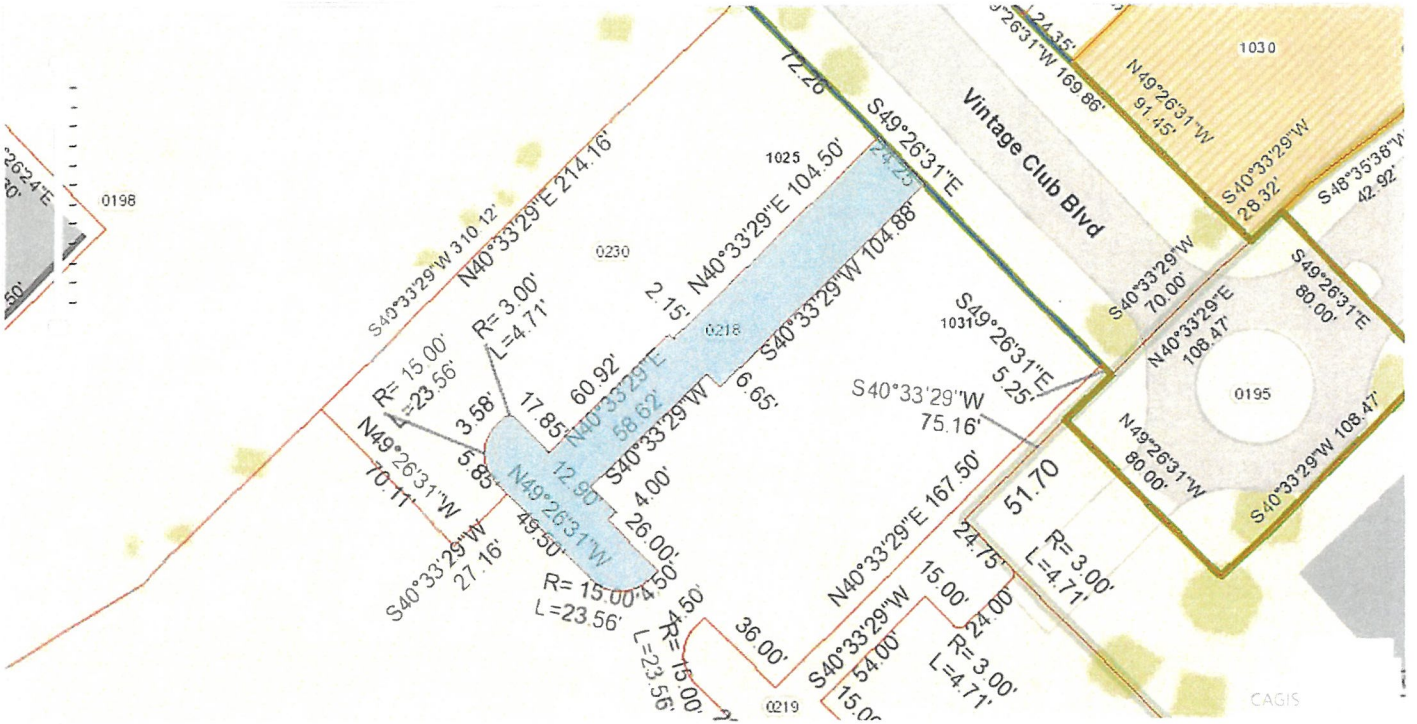 24.35'
°26'31"W 169.86'
1030
N49°26'31"W
91.45'
S40°33'29"W
28.32'
S48°35'38"W
42.92'
72.26'
S49°26'31"E
24.25'
Vintage Club Blvd
°26'24"E
0198
.50'
S40°33'29"W 310.12'
N40°33'29"E 214.16'
1025
N40°33'29"E 104.50'
0230
2.15'
0218
S40°33'29"W 104.88'
6.65'
R= 3.00'
L=4.71'
R= 15.00'
L=23.56'
3.58'
17.85'
60.92'
N40°33'29"E
58.62'
S40°33'29"W
5.85'
12.90'
4.00'
26.00'
4.50'
N49°26'31"W
49.50'
R= 15.00'
L=23.56'
N49°26'31"W
70.11'
S40°33'29"W
27.16'
S40°33'29"W
70.00'
N40°33'29"E
108.47'
S49°26'31"E
80.00'
0195
N49°26'31"W
80.00'
S40°33'29"W 108.47'
1031
S49°26'31"E
5.25'
S40°33'29"W
75.16'
51.70
N40°33'29"E 167.50'
24.75'
R= 3.00'
L=4.71'
15.00'
24.00'
R= 3.00'
L=4.71'
S40°33'29"W
54.00'
15.00
4.50'
R= 15.00'
L=23.56'
36.00'
0219
CAGIS